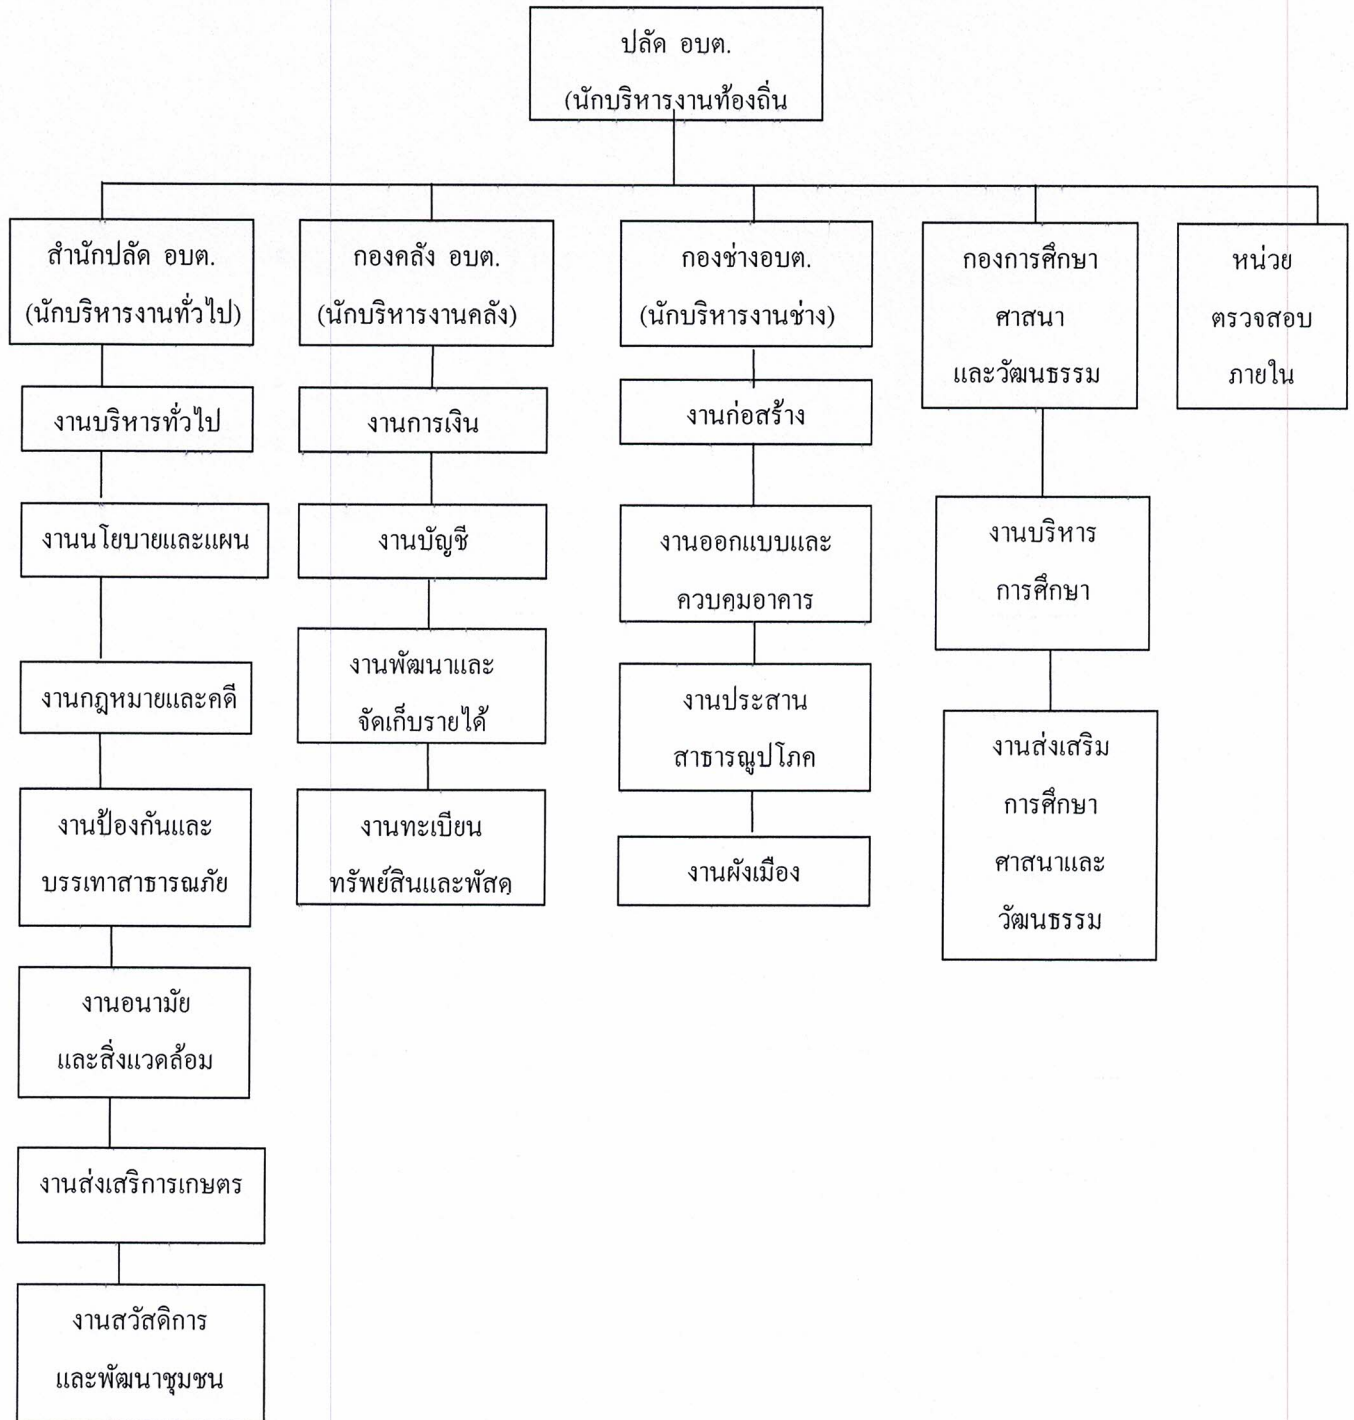 ปลัด อบต.
(นักบริหารงานท้องถิ่น
สำนักปลัด อบต.
(นักบริหารงานทั่วไป)
งานบริหารทั่วไป
งานนโยบายและแผน
งานกฎหมายและคดี
งานป้องกันและ
บรรเทาสาธารณภัย
งานอนามัย
และสิ่งแวดล้อม
งานส่งเสริการเกษตร
งานสวัสดิการ
และพัฒนาชุมชน
กองคลัง อบต.
(นักบริหารงานคลัง)
งานการเงิน
งานบัญชี
งานพัฒนาและ
จัดเก็บรายได้
งานทะเบียน
ทรัพย์สินและพัสดุ
กองช่างอบต.
(นักบริหารงานช่าง)
งานก่อสร้าง
งานออกแบบและ
ควบคุมอาคาร
งานประสาน
สาธารณูปโภค
งานผังเมือง
กองการศึกษา
ศาสนา
และวัฒนธรรม
งานบริหาร
การศึกษา
งานส่งเสริม
การศึกษา
ศาสนาและ
วัฒนธรรม
หน่วย
ตรวจสอบ
ภายใน